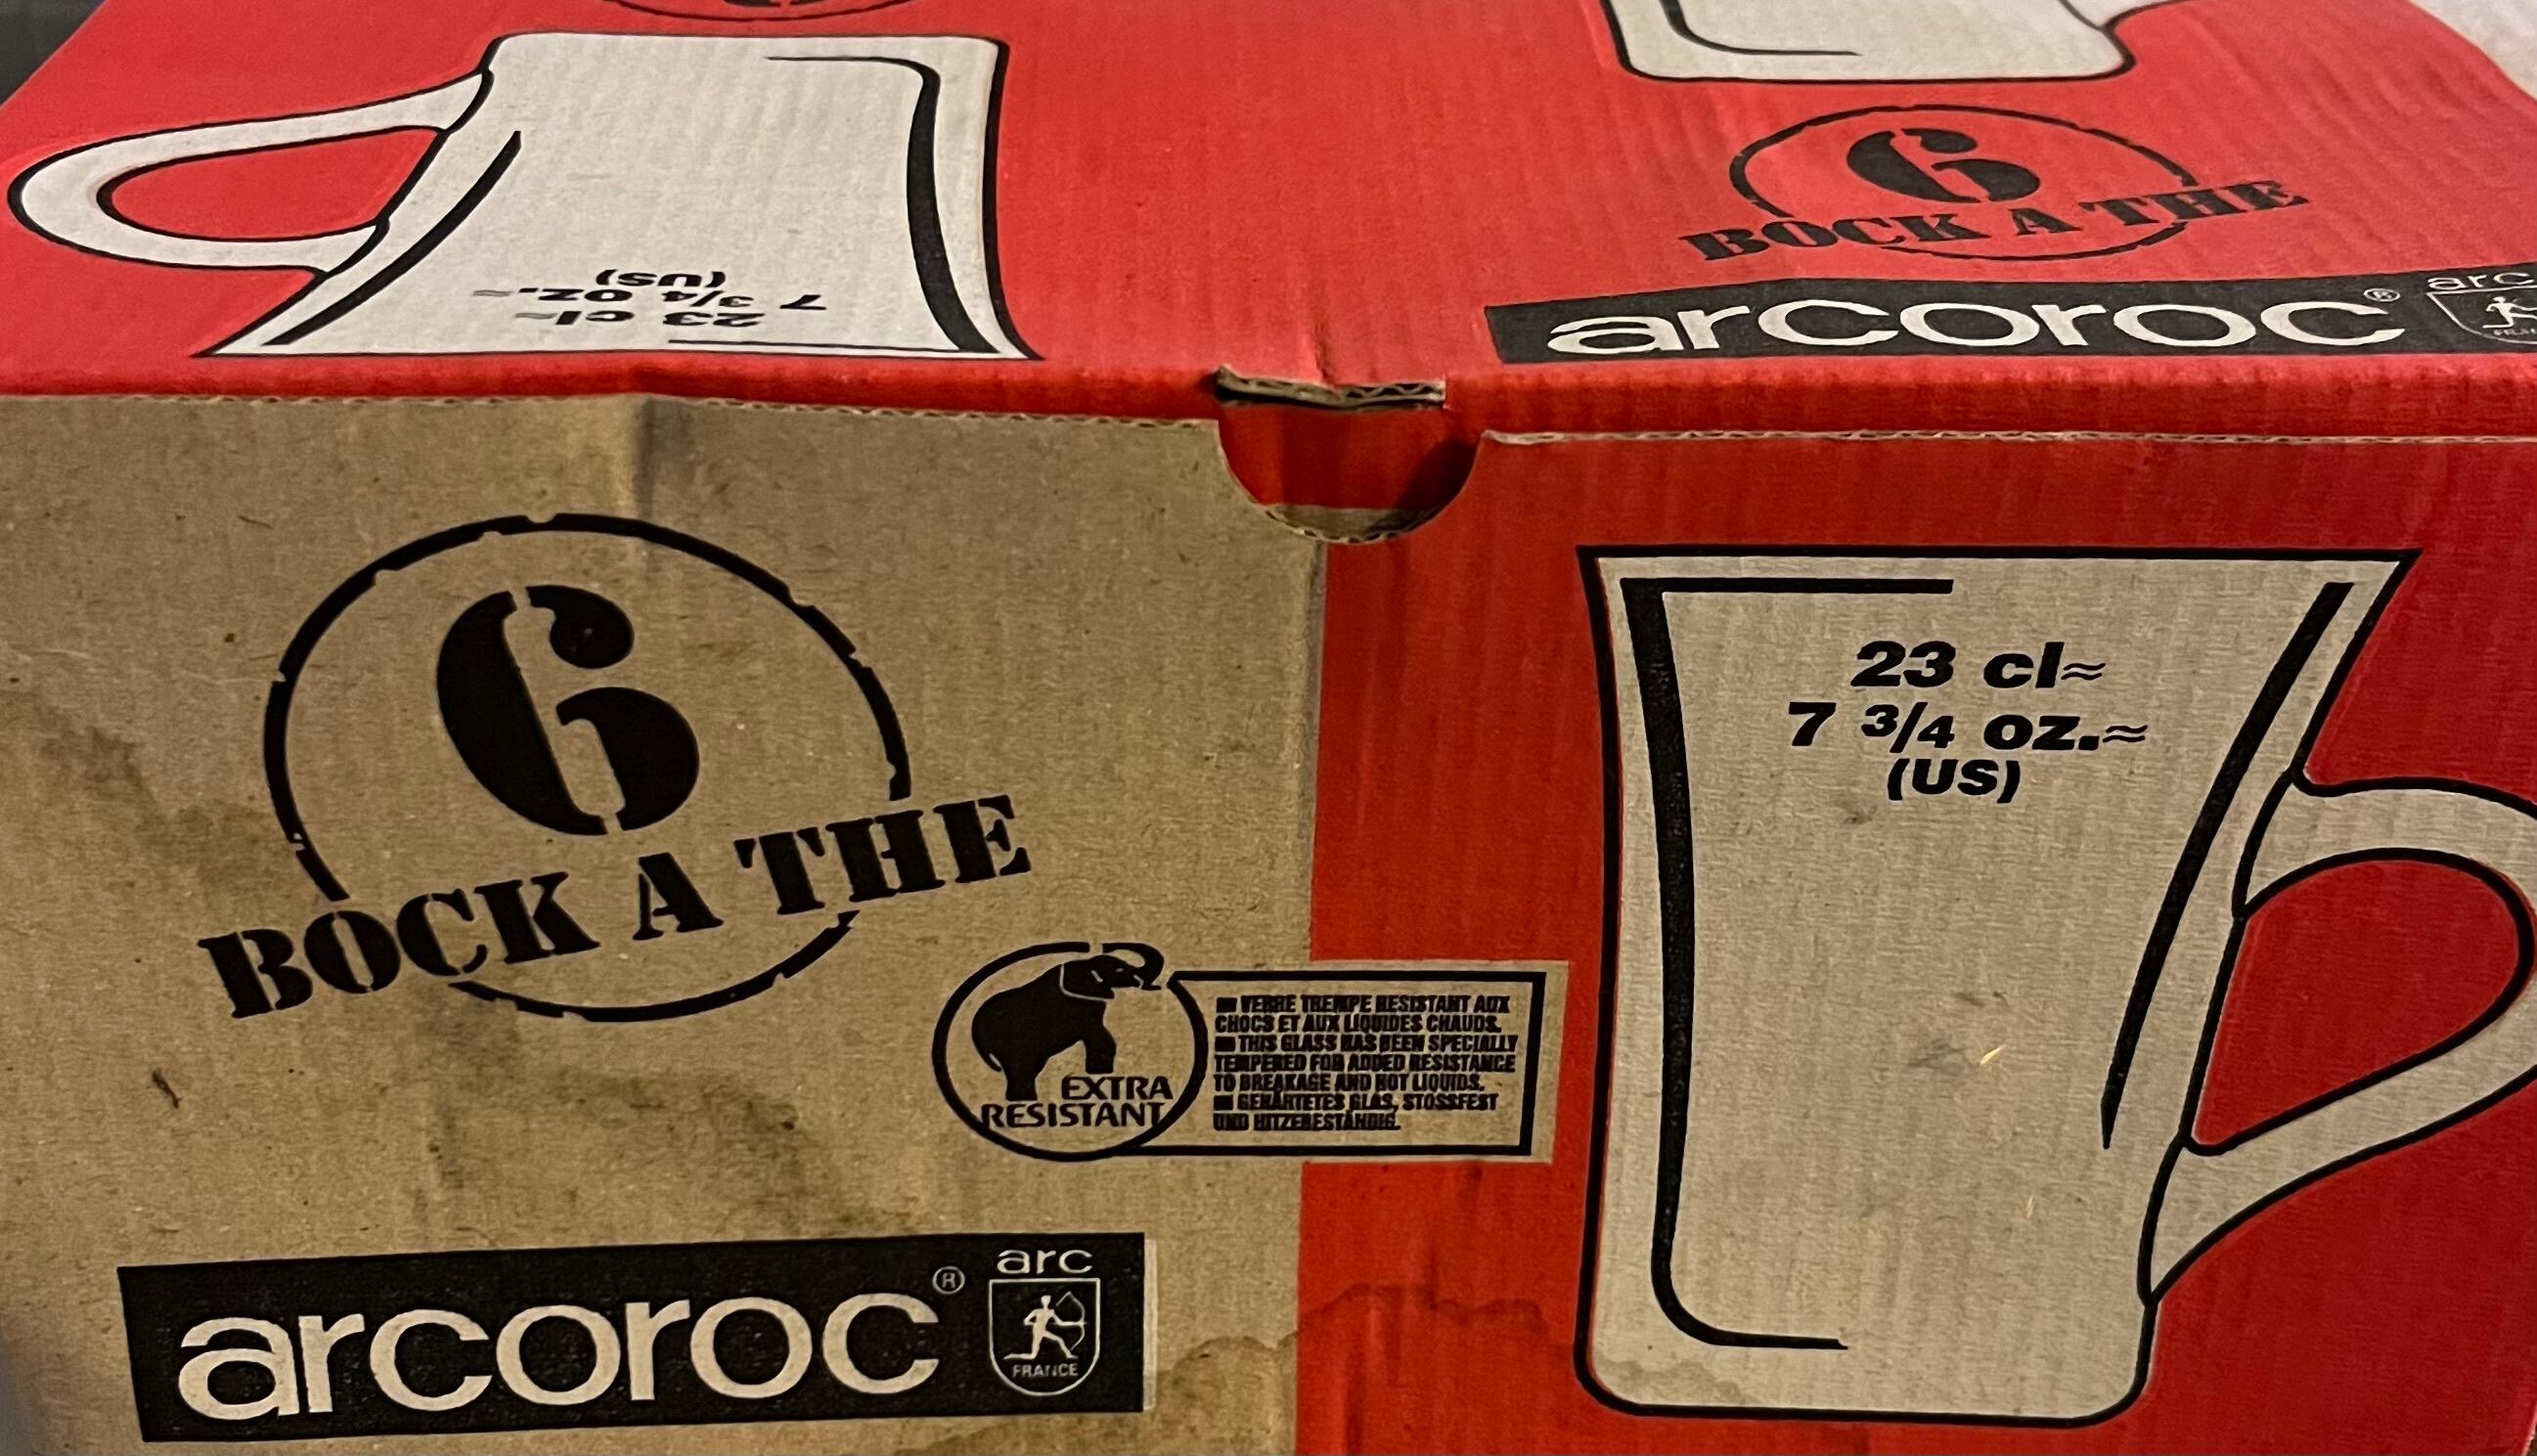 6
(US)
7 3/4 OZ.≈
23 cl≈
6
BOCK A THE
arcoroc®
arc
6
BOCK A THE
23 cl≈
7 3/4 OZ.≈
(US)
EXTRA
RESISTANT
VERRE TREMPE RESISTANT AUX
CHOCS ET AUX LIQUIDES CHAUDS.
THIS GLASS HAS BEEN SPECIALLY
TEMPERED FOR ADDED RESISTANCE
TO BREAKAGE AND HOT LIQUIDS.
GEHÄRTETES GLAS, STOSSFEST
UND HITZEBESTÄNDIG.
arcoroc®
arc
FRANCE